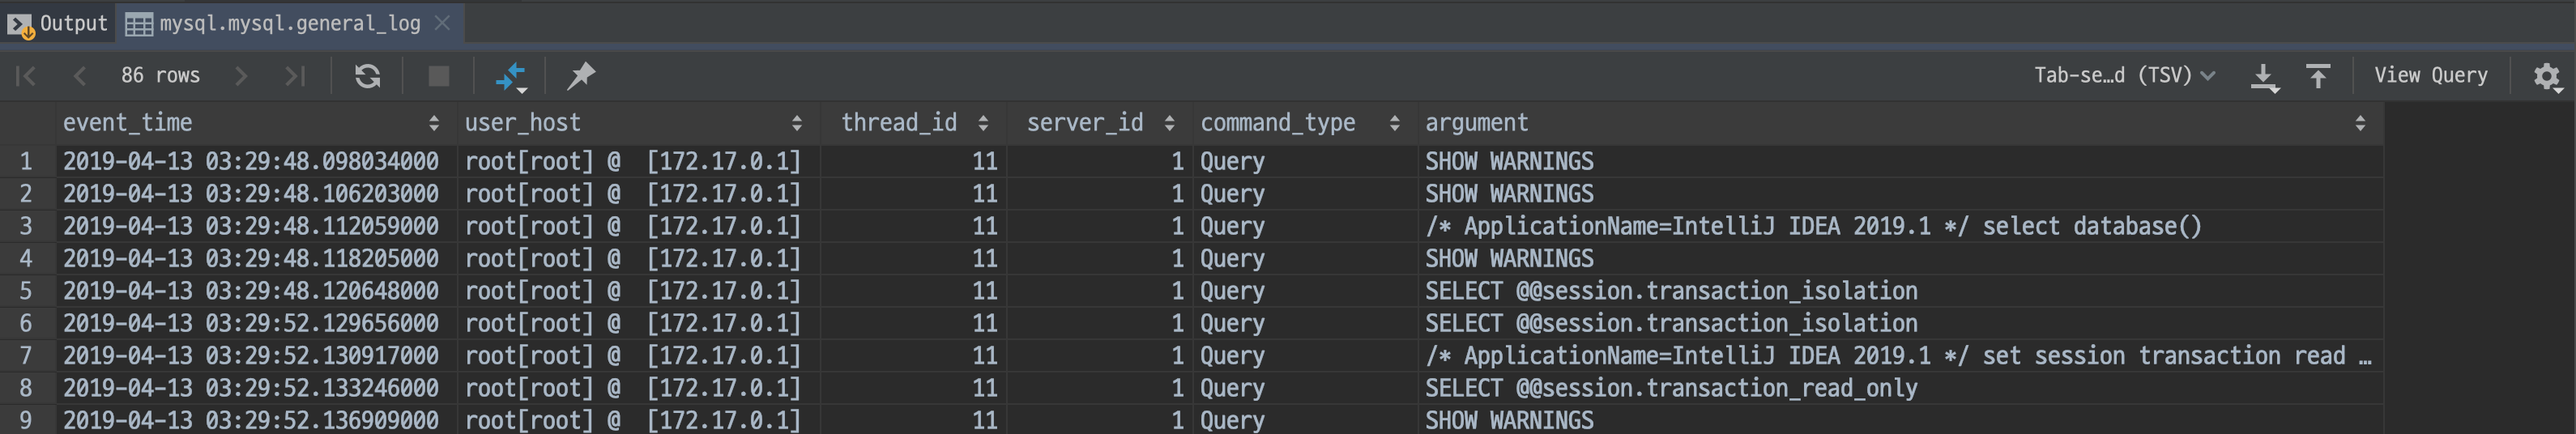 Output mysql.mysql.general_log
86 rows Tab-se…d (TSV) View Query
event_time user_host thread_id server_id command_type argument
1 2019-04-13 03:29:48.098034000 root[root] @  [172.17.0.1] 11 1 Query SHOW WARNINGS
2 2019-04-13 03:29:48.106203000 root[root] @  [172.17.0.1] 11 1 Query SHOW WARNINGS
3 2019-04-13 03:29:48.112059000 root[root] @  [172.17.0.1] 11 1 Query /* ApplicationName=IntelliJ IDEA 2019.1 */ select database()
4 2019-04-13 03:29:48.118205000 root[root] @  [172.17.0.1] 11 1 Query SHOW WARNINGS
5 2019-04-13 03:29:48.120648000 root[root] @  [172.17.0.1] 11 1 Query SELECT @@session.transaction_isolation
6 2019-04-13 03:29:52.129656000 root[root] @  [172.17.0.1] 11 1 Query SELECT @@session.transaction_isolation
7 2019-04-13 03:29:52.130917000 root[root] @  [172.17.0.1] 11 1 Query /* ApplicationName=IntelliJ IDEA 2019.1 */ set session transaction read …
8 2019-04-13 03:29:52.133246000 root[root] @  [172.17.0.1] 11 1 Query SELECT @@session.transaction_read_only
9 2019-04-13 03:29:52.136909000 root[root] @  [172.17.0.1] 11 1 Query SHOW WARNINGS